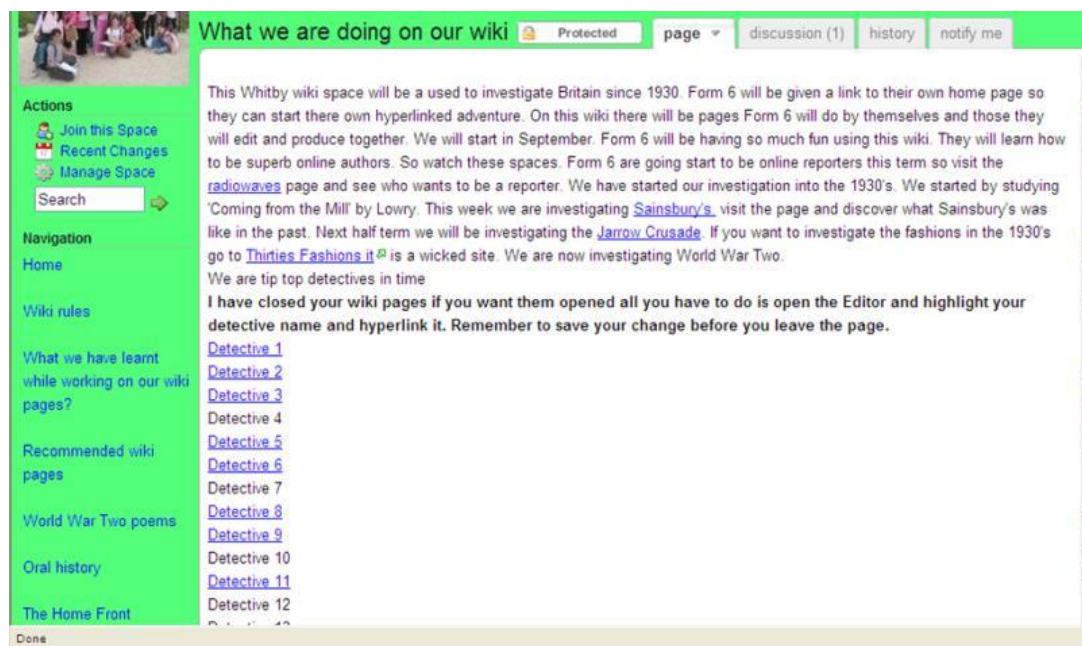 What we are doing on our wiki
Protected
page
discussion (1)
history
notify me
Actions
Join this Space
Recent Changes
Manage Space
Search
Navigation
Home
Wiki rules
What we have learnt
while working on our wiki
pages?
Recommended wiki
pages
World War Two poems
Oral history
The Home Front
This Whitby wiki space will be a used to investigate Britain since 1930. Form 6 will be given a link to their own home page so
they can start there own hyperlinked adventure. On this wiki there will be pages Form 6 will do by themselves and those they
will edit and produce together. We will start in September. Form 6 will be having so much fun using this wiki. They will learn how
to be superb online authors. So watch these spaces. Form 6 are going start to be online reporters this term so visit the
radiowaves page and see who wants to be a reporter. We have started our investigation into the 1930's. We started by studying
'Coming from the Mill' by Lowry. This week we are investigating Sainsbury's visit the page and discover what Sainsbury's was
like in the past. Next half term we will be investigating the Jarrow Crusade. If you want to investigate the fashions in the 1930's
go to Thirties Fashions it is a wicked site. We are now investigating World War Two.
We are tip top detectives in time
I have closed your wiki pages if you want them opened all you have to do is open the Editor and highlight your
detective name and hyperlink it. Remember to save your change before you leave the page.
Detective 1
Detective 2
Detective 3
Detective 4
Detective 5
Detective 6
Detective 7
Detective 8
Detective 9
Detective 10
Detective 11
Detective 12
Done